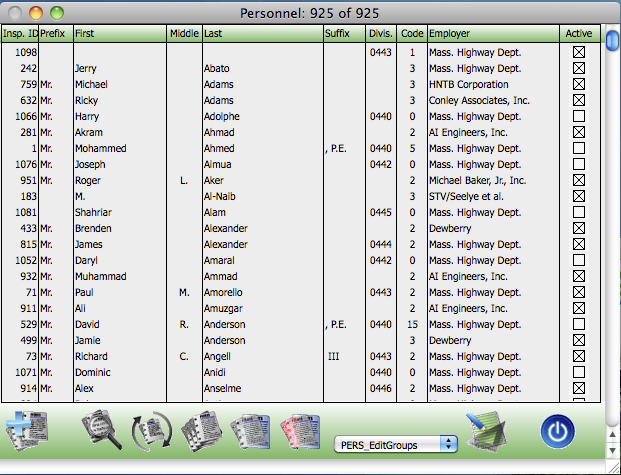 Personnel: 925 of 925
Insp. ID Prefix First Middle Last Suffix Divis. Code Employer Active
1098 0443 1 Mass. Highway Dept.
242 Jerry Abato 3 Mass. Highway Dept.
759 Mr. Michael Adams 3 HNTB Corporation
632 Mr. Ricky Adams 3 Conley Associates, Inc.
1066 Mr. Harry Adolphe 0440 0 Mass. Highway Dept.
281 Mr. Akram Ahmad 2 AI Engineers, Inc.
1 Mr. Mohammed Ahmed , P.E. 0440 5 Mass. Highway Dept.
1076 Mr. Joseph Aimua 0442 0 Mass. Highway Dept.
951 Mr. Roger L. Aker 2 Michael Baker, Jr., Inc.
183 M. Al-Naib 3 STV/Seelye et al.
1081 Shahriar Alam 0445 0 Mass. Highway Dept.
433 Mr. Brenden Alexander 2 Dewberry
815 Mr. James Alexander 0444 2 Mass. Highway Dept.
1052 Mr. Daryl Amaral 0442 0 Mass. Highway Dept.
932 Mr. Muhammad Ammad 2 AI Engineers, Inc.
71 Mr. Paul M. Amorello 0443 2 Mass. Highway Dept.
911 Mr. Ali Amuzgar 2 AI Engineers, Inc.
529 Mr. David R. Anderson , P.E. 0440 15 Mass. Highway Dept.
499 Mr. Jamie Anderson 3 Dewberry
73 Mr. Richard C. Angell III 0443 2 Mass. Highway Dept.
1071 Mr. Dominic Anidi 0440 0 Mass. Highway Dept.
914 Mr. Alex Anselme 0446 2 Mass. Highway Dept.
PERS_EditGroups